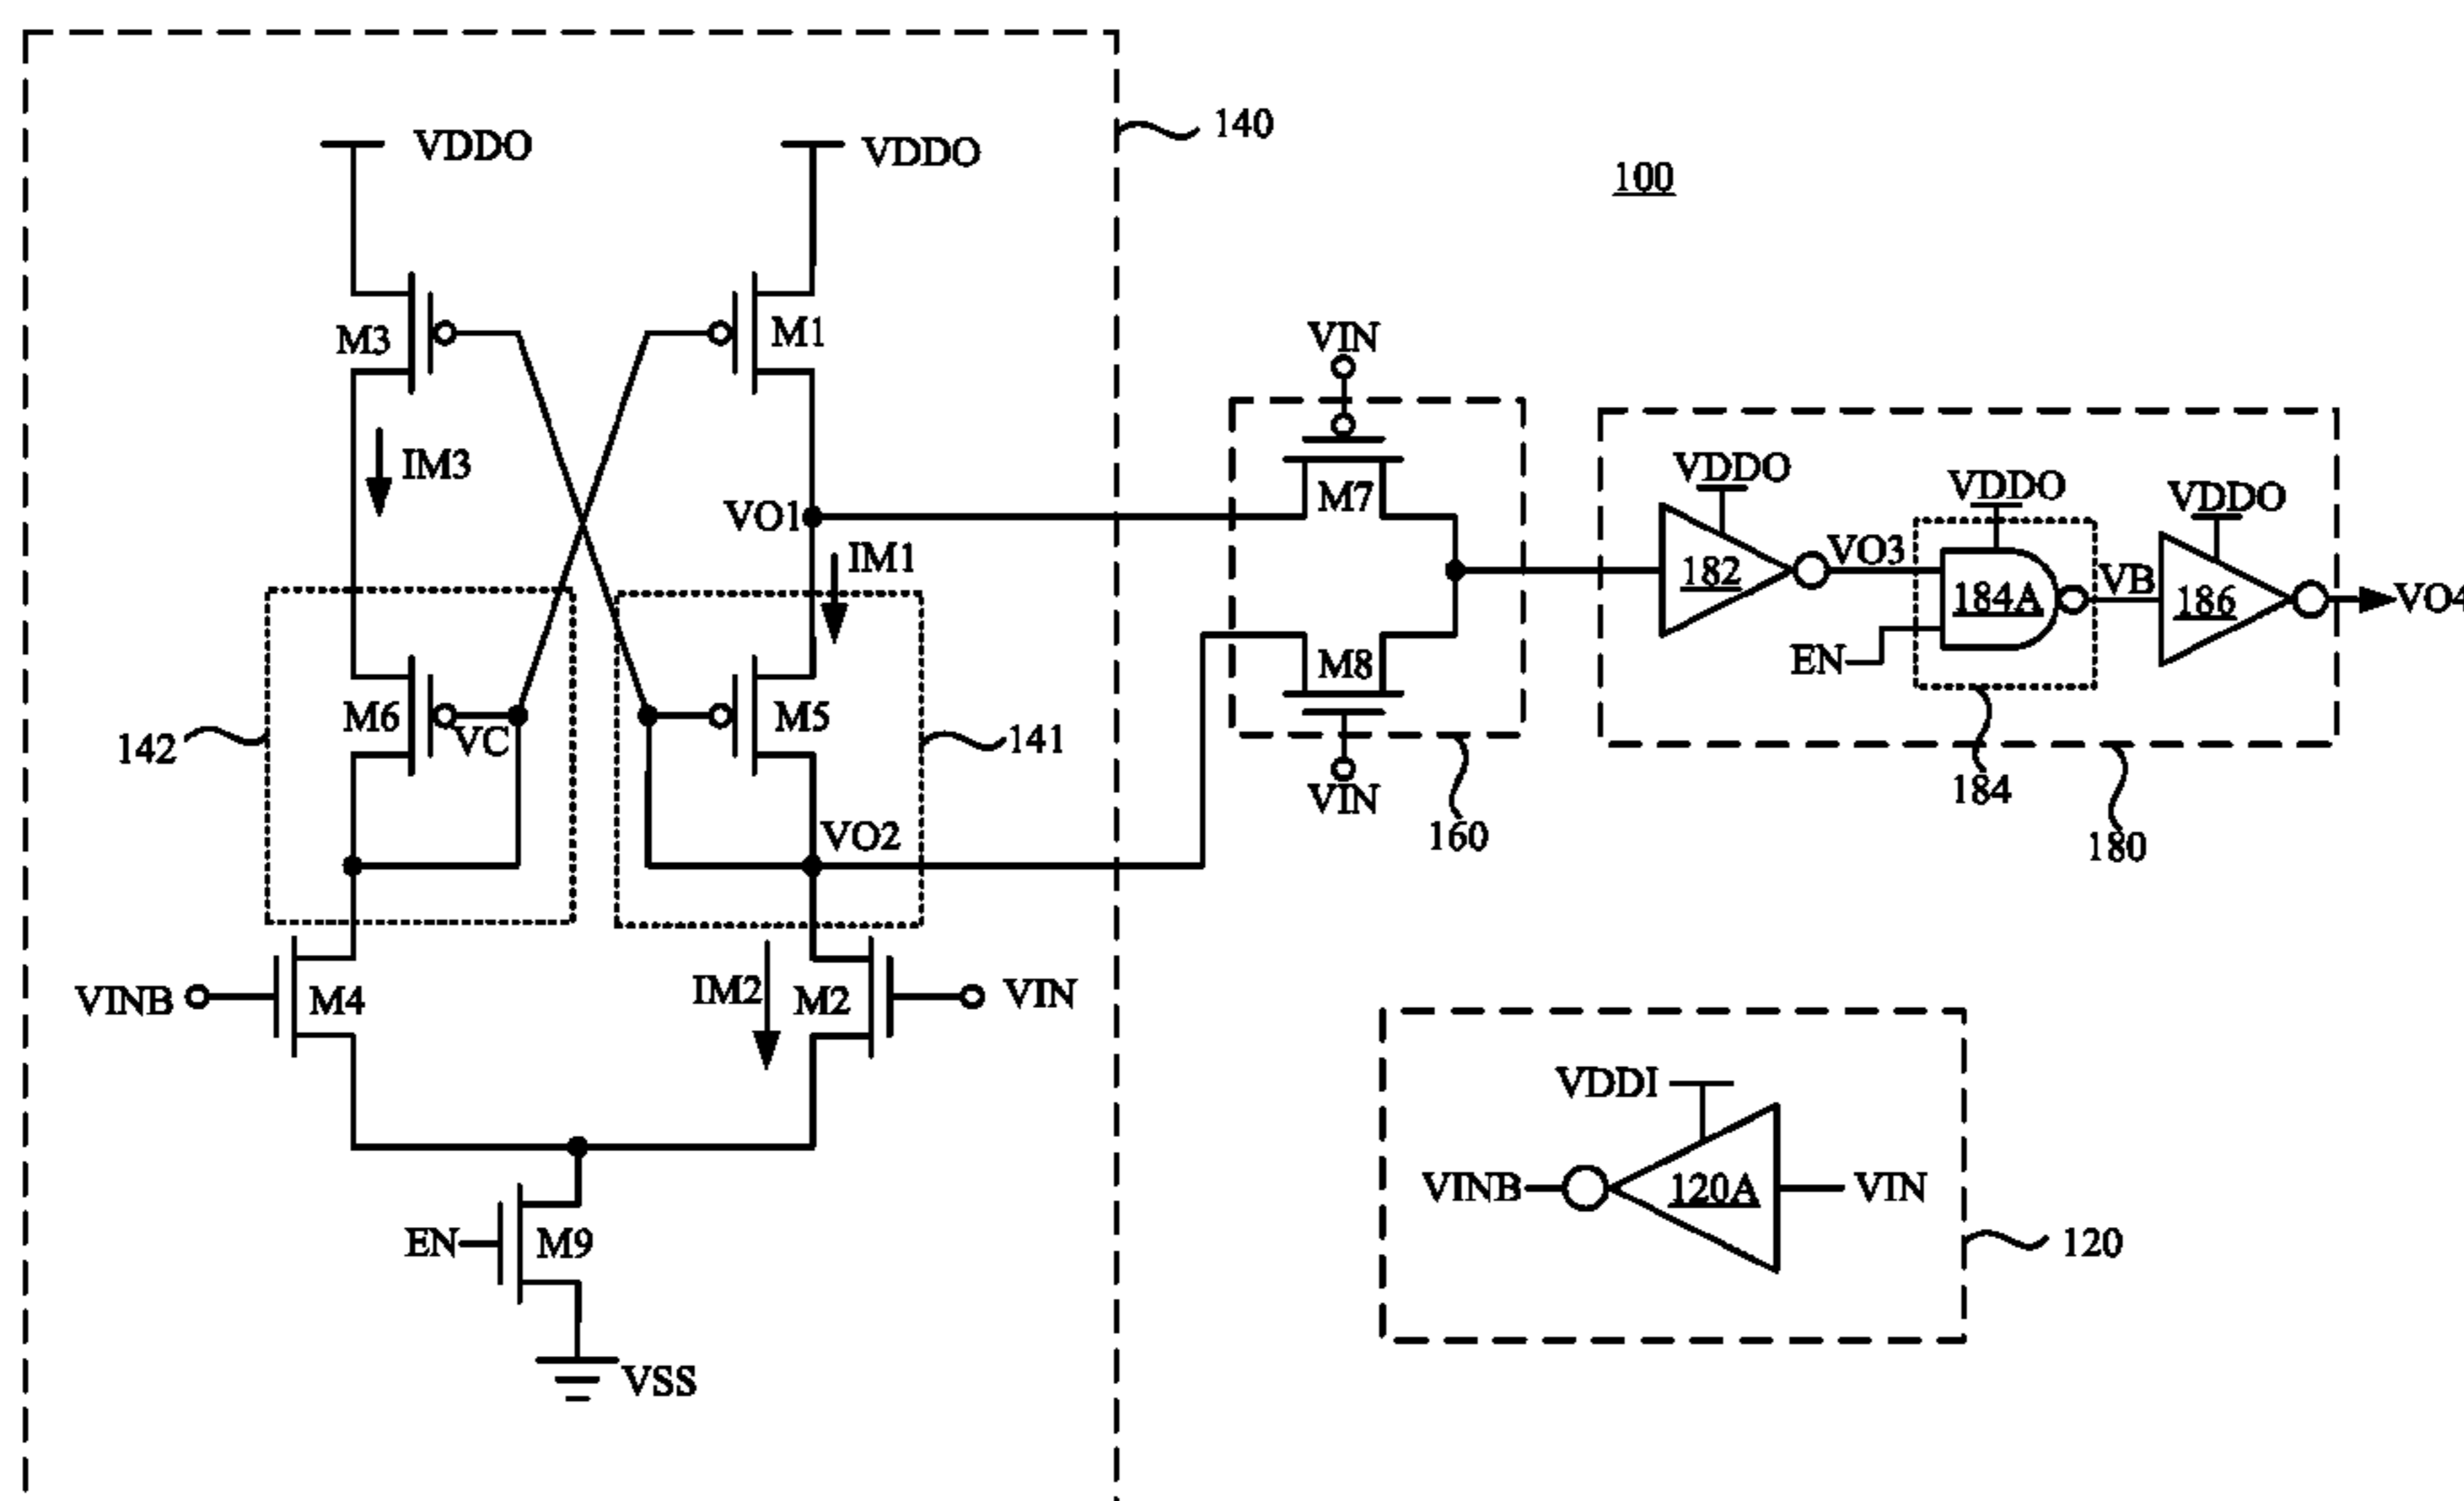 140
VDDO
VDDO
100
M3
M1
VIN
IM3
VDDO
VDDO
VDDO
M7
VO1
IM1
182
VO3
184A
VB
186
VO4
EN
M8
M6
VC
M5
142
141
VIN
184
160
180
VO2
VINB
M4
IM2
M2
VIN
VDDI
VINB
120A
VIN
EN
M9
120
VSS